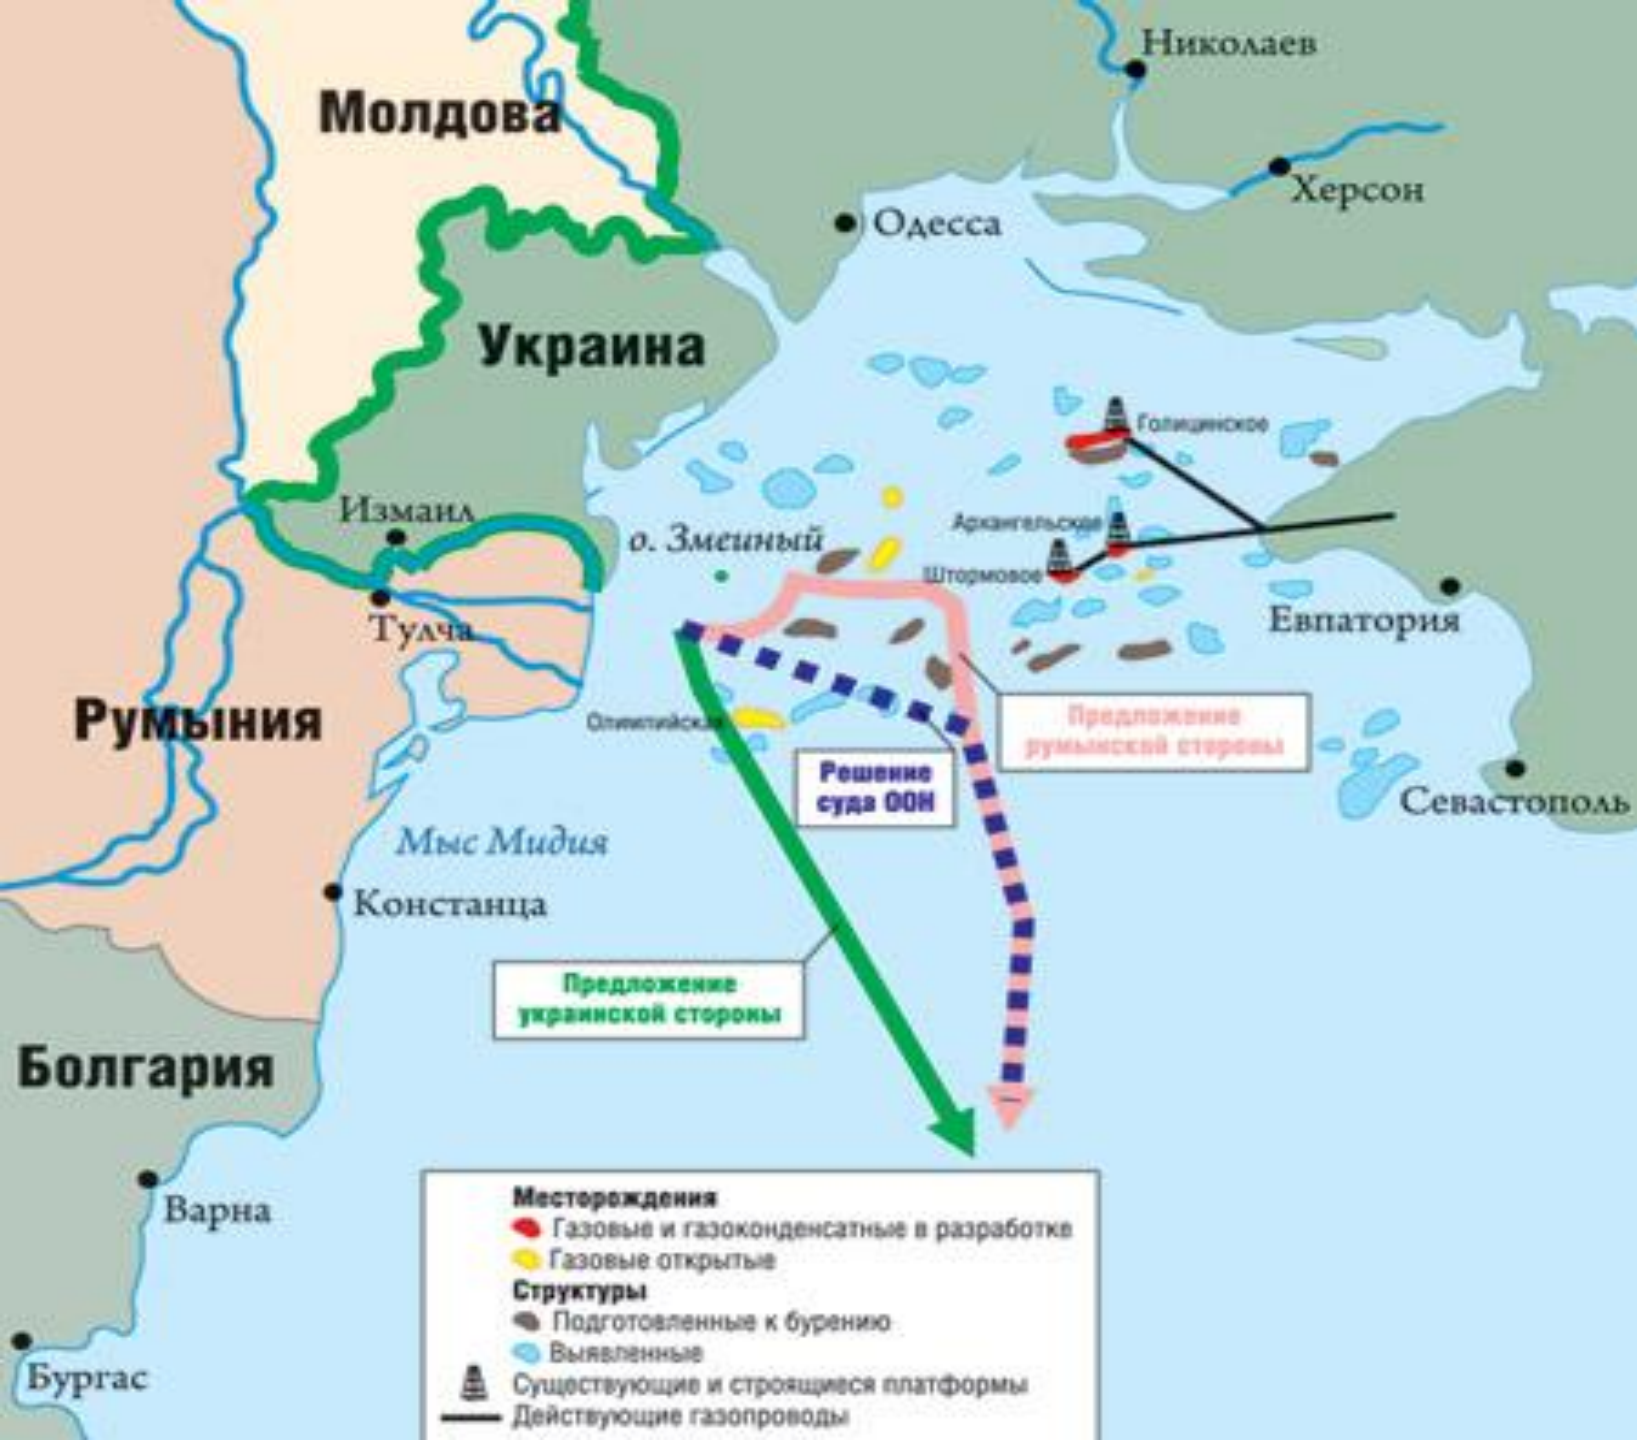 Николаев
Молдова
Херсон
Одесса
Украина
Голицинское
Измаил
Архангельское
о. Змеиный
Штормовое
Евпатория
Тулча
Румыния
Олимпийская
Предложение
румынской стороны
Решение
суда ООН
Севастополь
Мыс Мидия
Констанца
Предложение
украинской стороны
Болгария
Варна
Бургас
Месторождения
Газовые и газоконденсатные в разработке
Газовые открытые
Структуры
Подготовленные к бурению
Выявленные
Существующие и строящиеся платформы
Действующие газопроводы